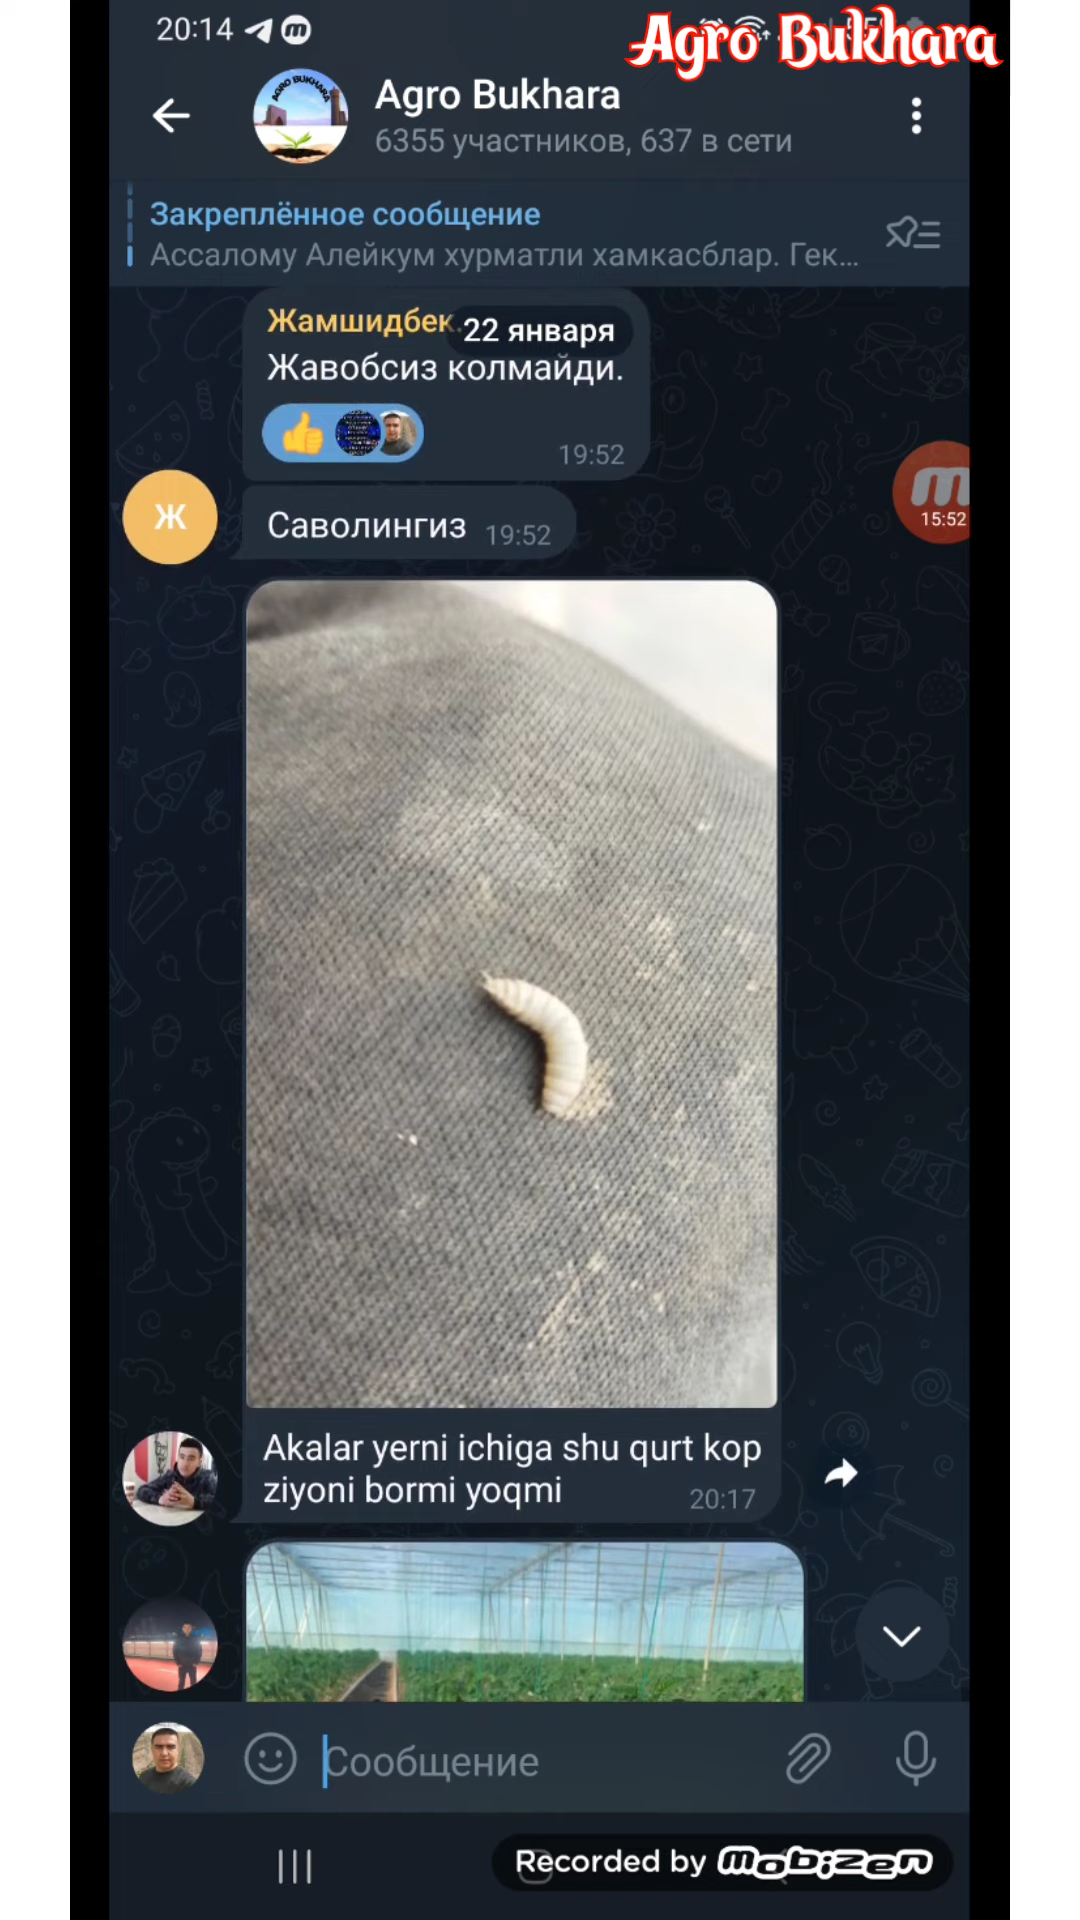 20:14
Agro Bukhara
Agro Bukhara
6355 участников, 637 в сети
Закреплённое сообщение
Ассалому Алейкум хурматли хамкасблар. Гек...
Жамшидбек
22 января
Жавобсиз колмайди.
19:52
Ж
Саволингиз 19:52
15:52
Akalar yerni ichiga shu qurt kop
ziyoni bormi yoqmi 20:17
Сообщение
Recorded by mobizen